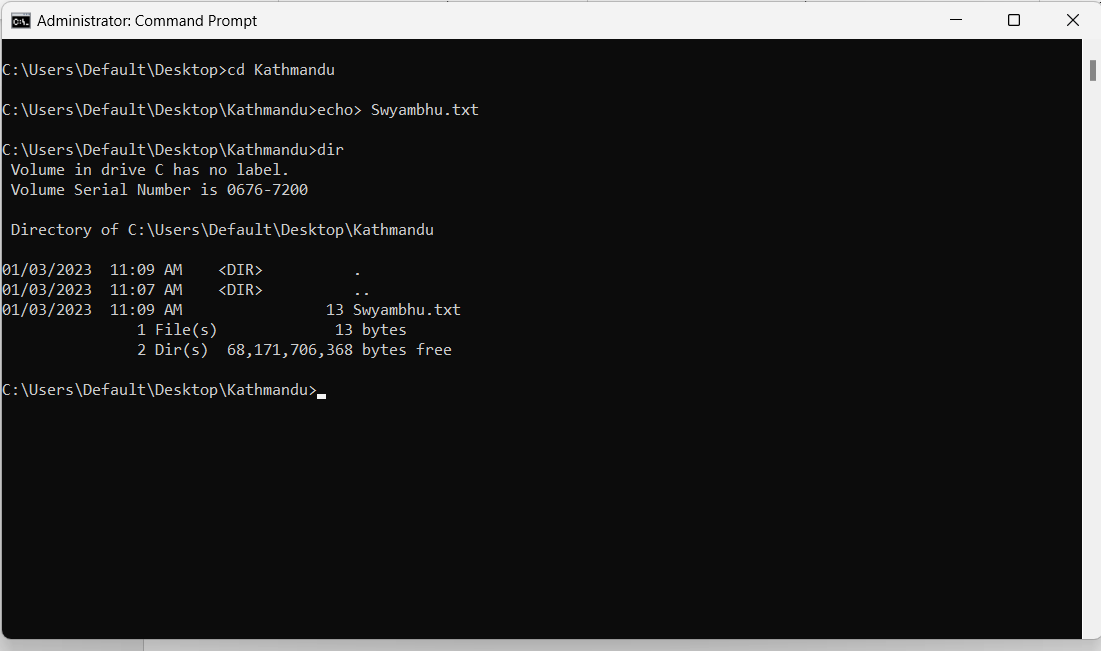 Administrator: Command Prompt
C:\Users\Default\Desktop>cd Kathmandu
C:\Users\Default\Desktop\Kathmandu>echo> Swyambhu.txt
C:\Users\Default\Desktop\Kathmandu>dir
 Volume in drive C has no label.
 Volume Serial Number is 0676-7200
 Directory of C:\Users\Default\Desktop\Kathmandu
01/03/2023  11:09 AM    <DIR>          .
01/03/2023  11:07 AM    <DIR>          ..
01/03/2023  11:09 AM                13 Swyambhu.txt
               1 File(s)             13 bytes
               2 Dir(s)  68,171,706,368 bytes free
C:\Users\Default\Desktop\Kathmandu>